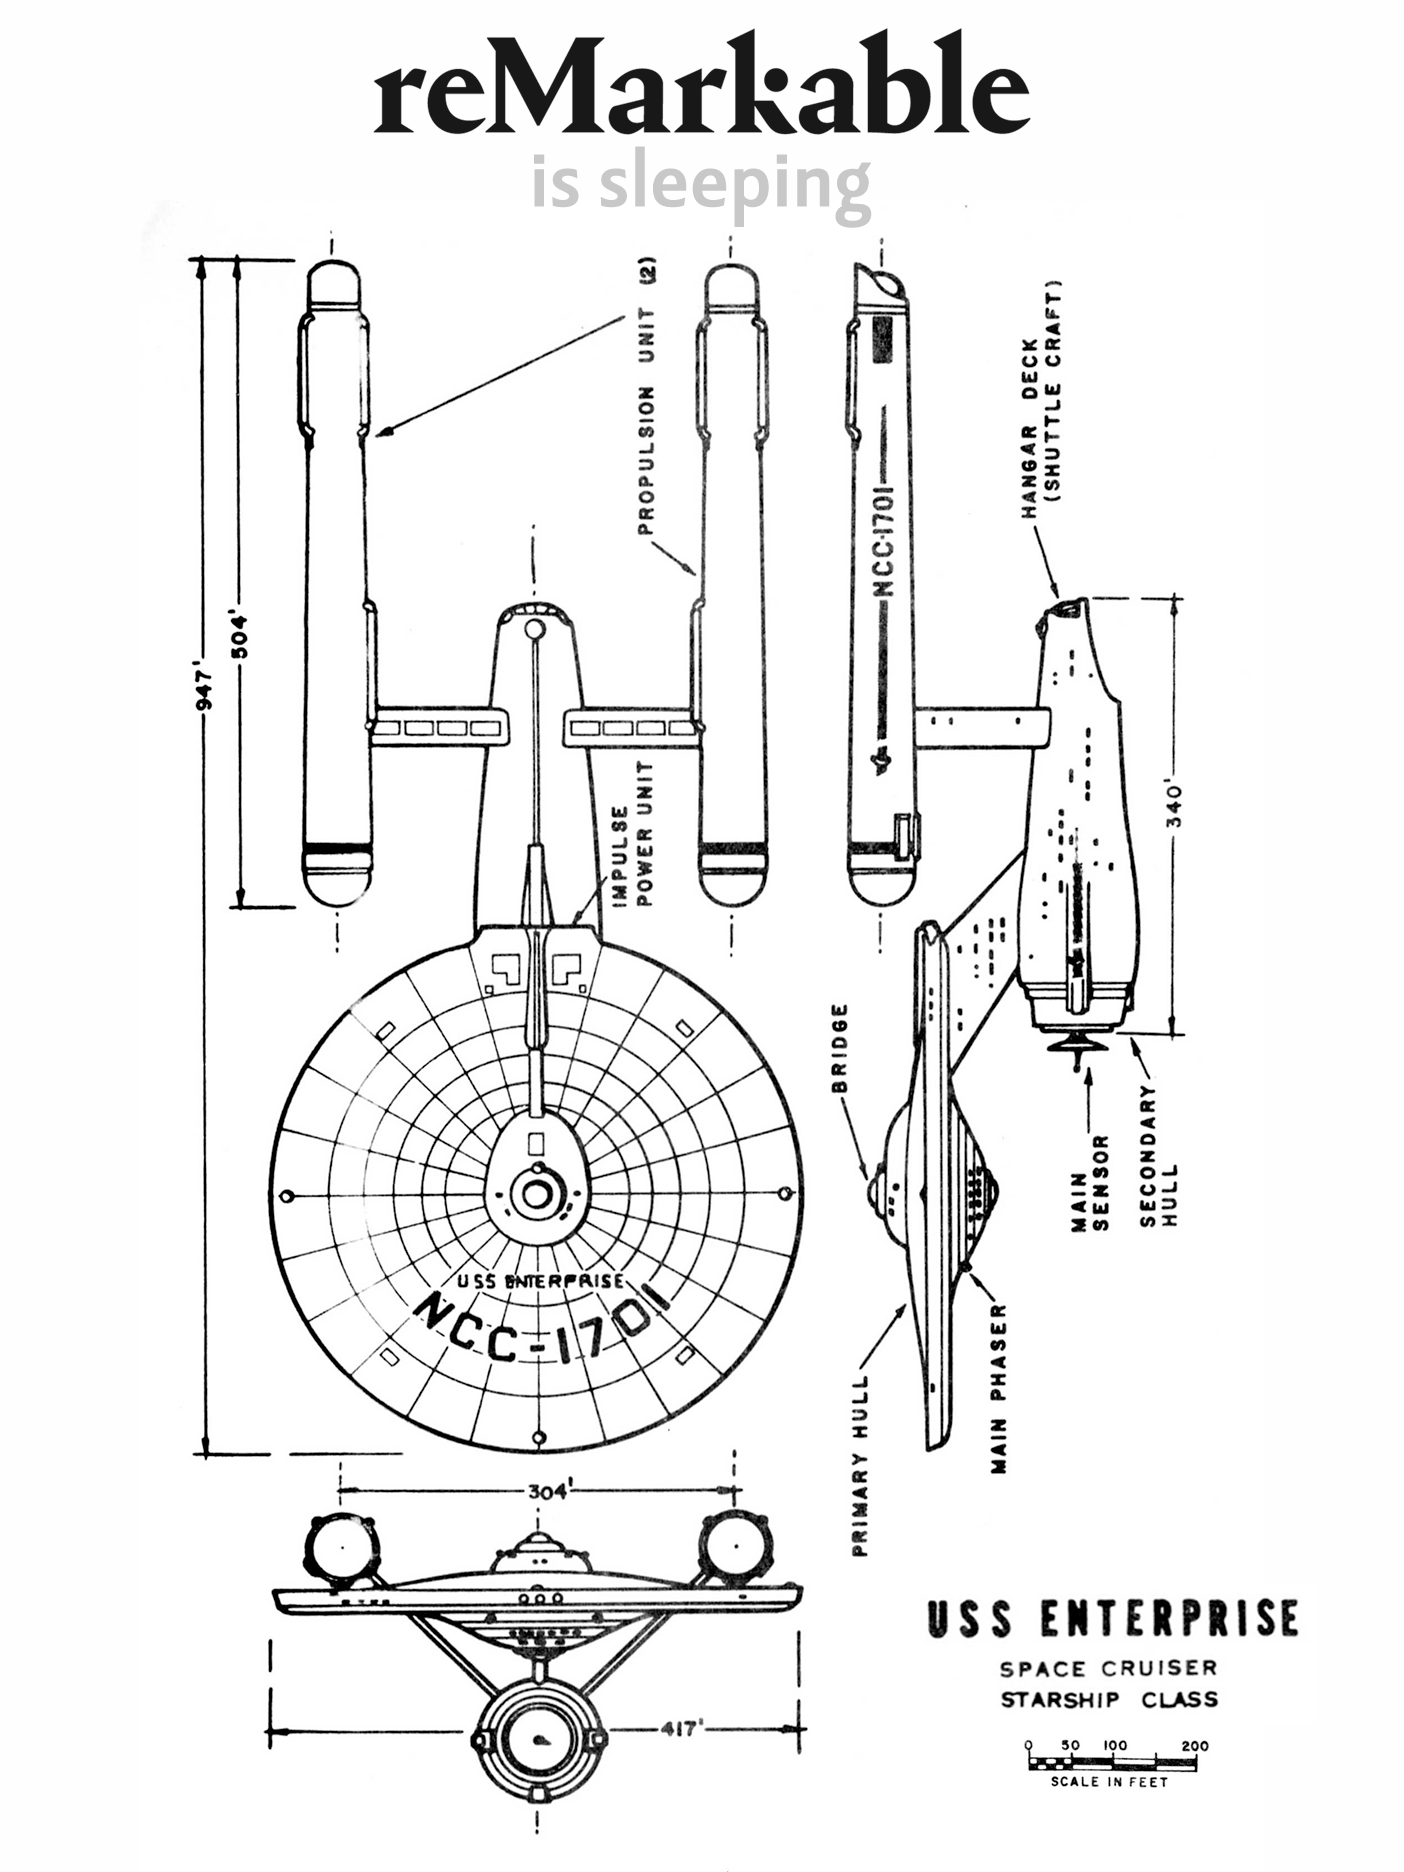 reMarkable
is sleeping
PROPULSION UNIT (2)
HANGAR DECK
(SHUTTLE CRAFT)
NCC-1701
947'
504'
340'
IMPULSE
POWER UNIT
BRIDGE
MAIN
SENSOR
SECONDARY
HULL
USS ENTERPRISE
NCC-1701
PRIMARY HULL
MAIN PHASER
304'
417'
USS ENTERPRISE
SPACE CRUISER
STARSHIP CLASS
0 50 100 200
SCALE IN FEET